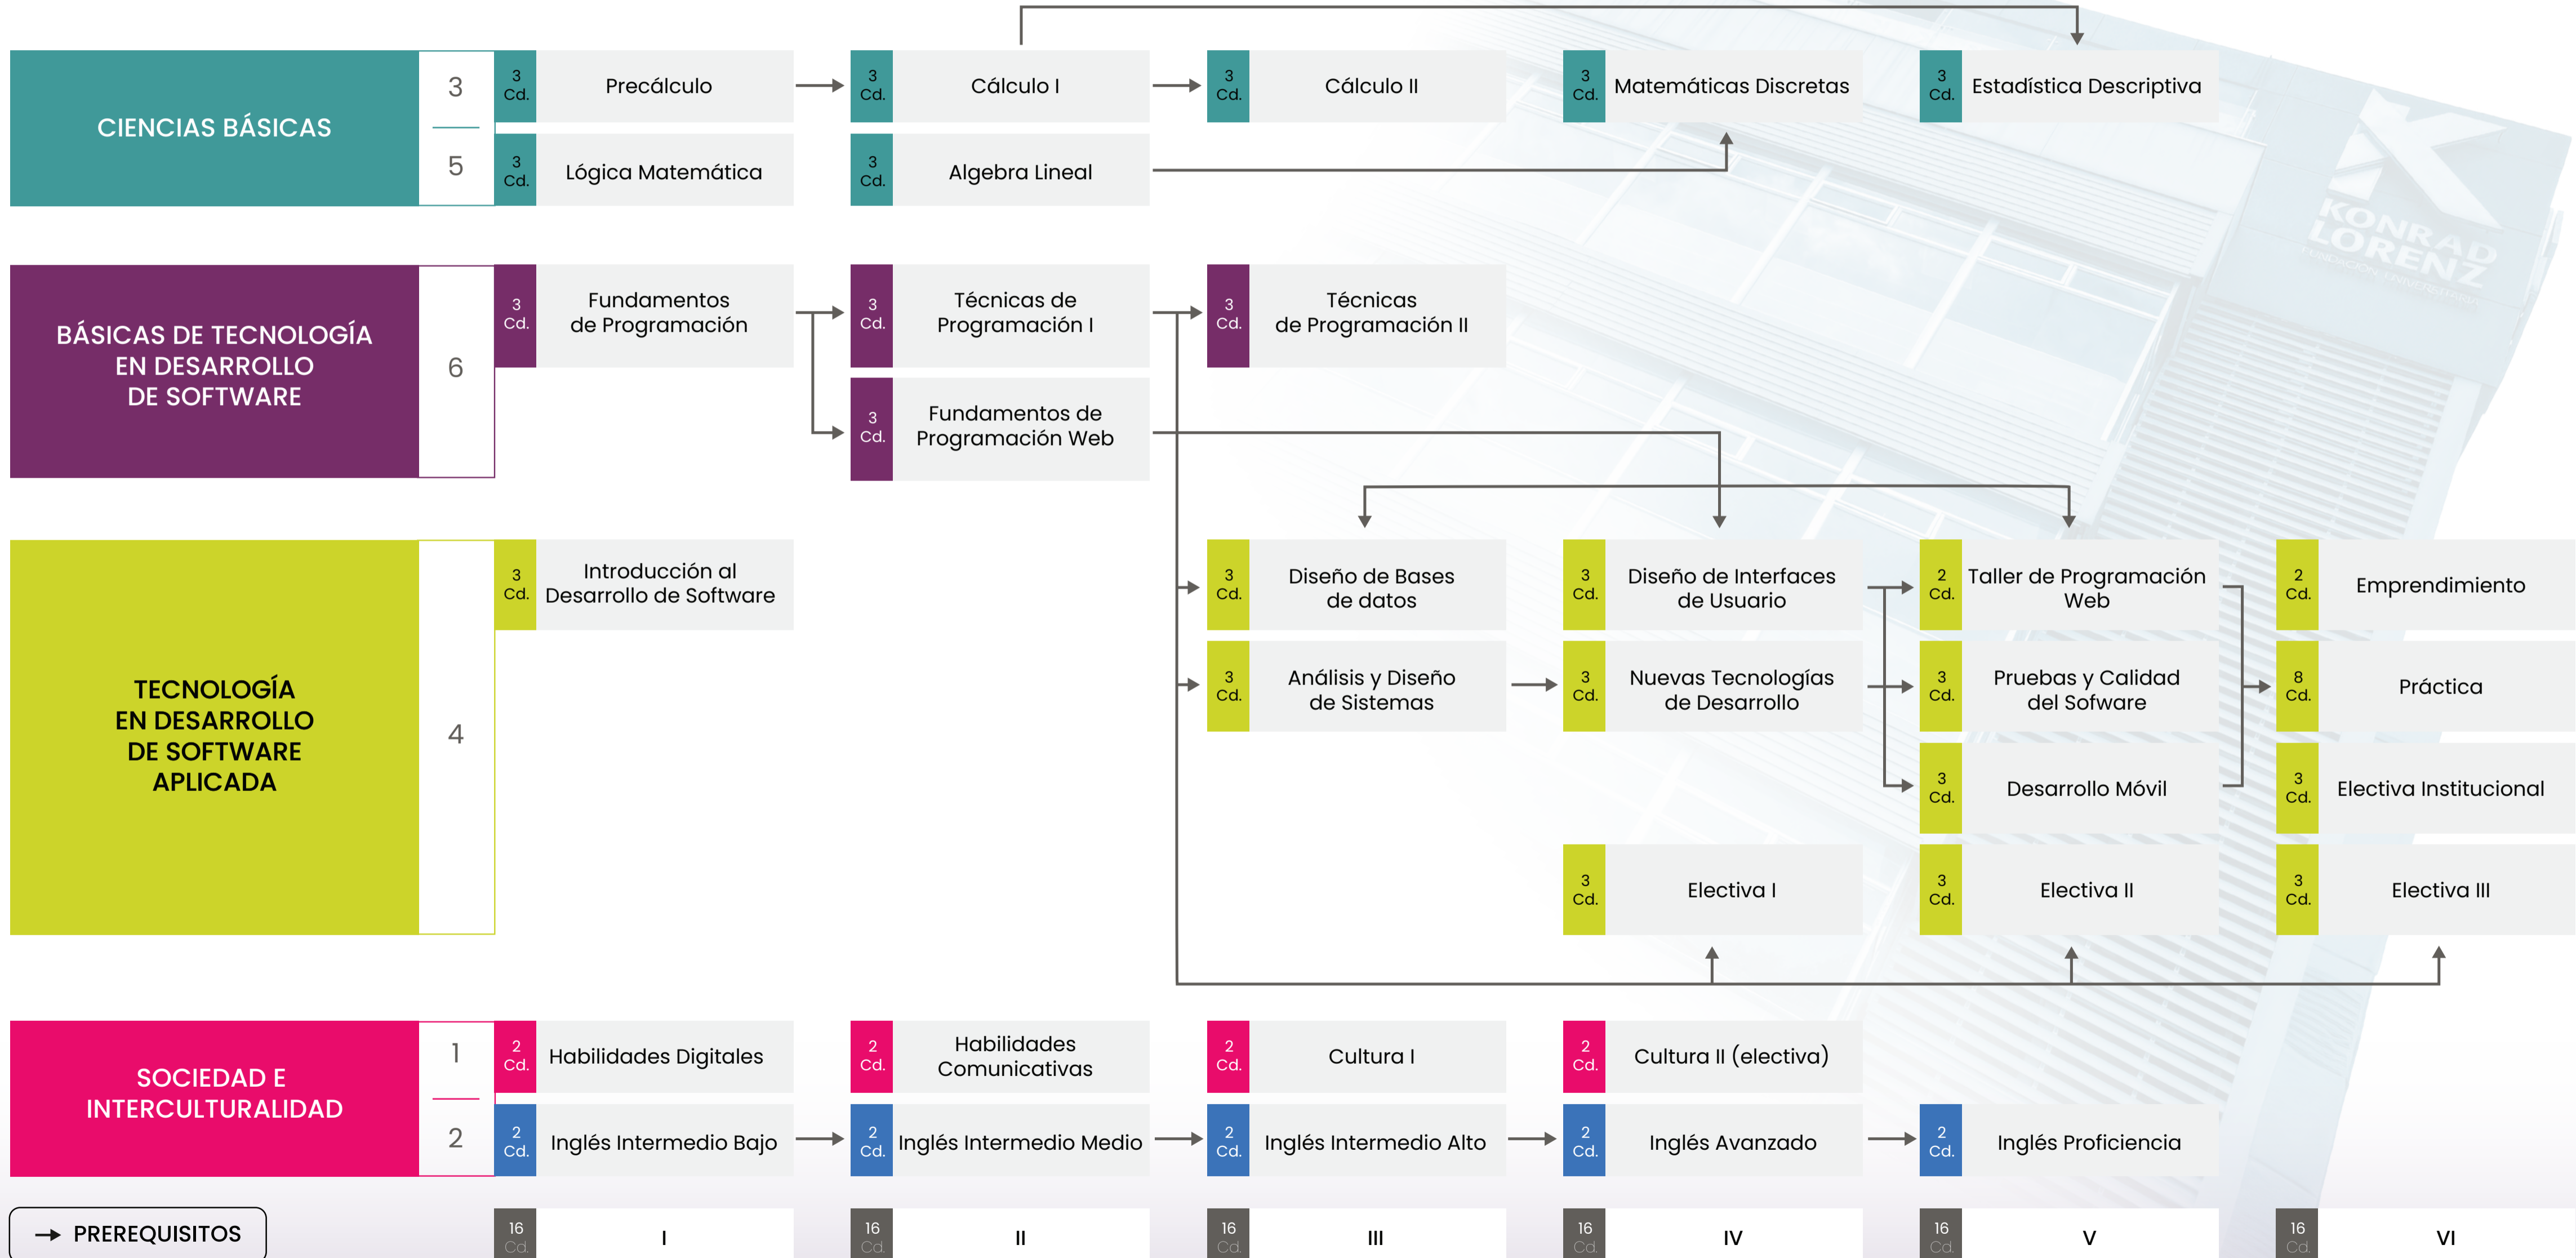 CIENCIAS BÁSICAS
3
5
3
Cd.
Precálculo
3
Cd.
Cálculo I
3
Cd.
Cálculo II
3
Cd.
Matemáticas Discretas
3
Cd.
Estadística Descriptiva
3
Cd.
Lógica Matemática
3
Cd.
Algebra Lineal
KONRAD
LORENZ
FUNDACIÓN UNIVERSITARIA
BÁSICAS DE TECNOLOGÍA
EN DESARROLLO
DE SOFTWARE
6
3
Cd.
Fundamentos
de Programación
3
Cd.
Técnicas de
Programación I
3
Cd.
Técnicas
de Programación II
3
Cd.
Fundamentos de
Programación Web
TECNOLOGÍA
EN DESARROLLO
DE SOFTWARE
APLICADA
4
3
Cd.
Introducción al
Desarrollo de Software
3
Cd.
Diseño de Bases
de datos
3
Cd.
Diseño de Interfaces
de Usuario
2
Cd.
Taller de Programación
Web
2
Cd.
Emprendimiento
3
Cd.
Análisis y Diseño
de Sistemas
3
Cd.
Nuevas Tecnologías
de Desarrollo
3
Cd.
Pruebas y Calidad
del Sofware
8
Cd.
Práctica
3
Cd.
Desarrollo Móvil
3
Cd.
Electiva Institucional
3
Cd.
Electiva I
3
Cd.
Electiva II
3
Cd.
Electiva III
SOCIEDAD E
INTERCULTURALIDAD
1
2
2
Cd.
Habilidades Digitales
2
Cd.
Habilidades
Comunicativas
2
Cd.
Cultura I
2
Cd.
Cultura II (electiva)
2
Cd.
Inglés Intermedio Bajo
2
Cd.
Inglés Intermedio Medio
2
Cd.
Inglés Intermedio Alto
2
Cd.
Inglés Avanzado
2
Cd.
Inglés Proficiencia
PREREQUISITOS
16
Cd.
I
16
Cd.
II
16
Cd.
III
16
Cd.
IV
16
Cd.
V
16
Cd.
VI